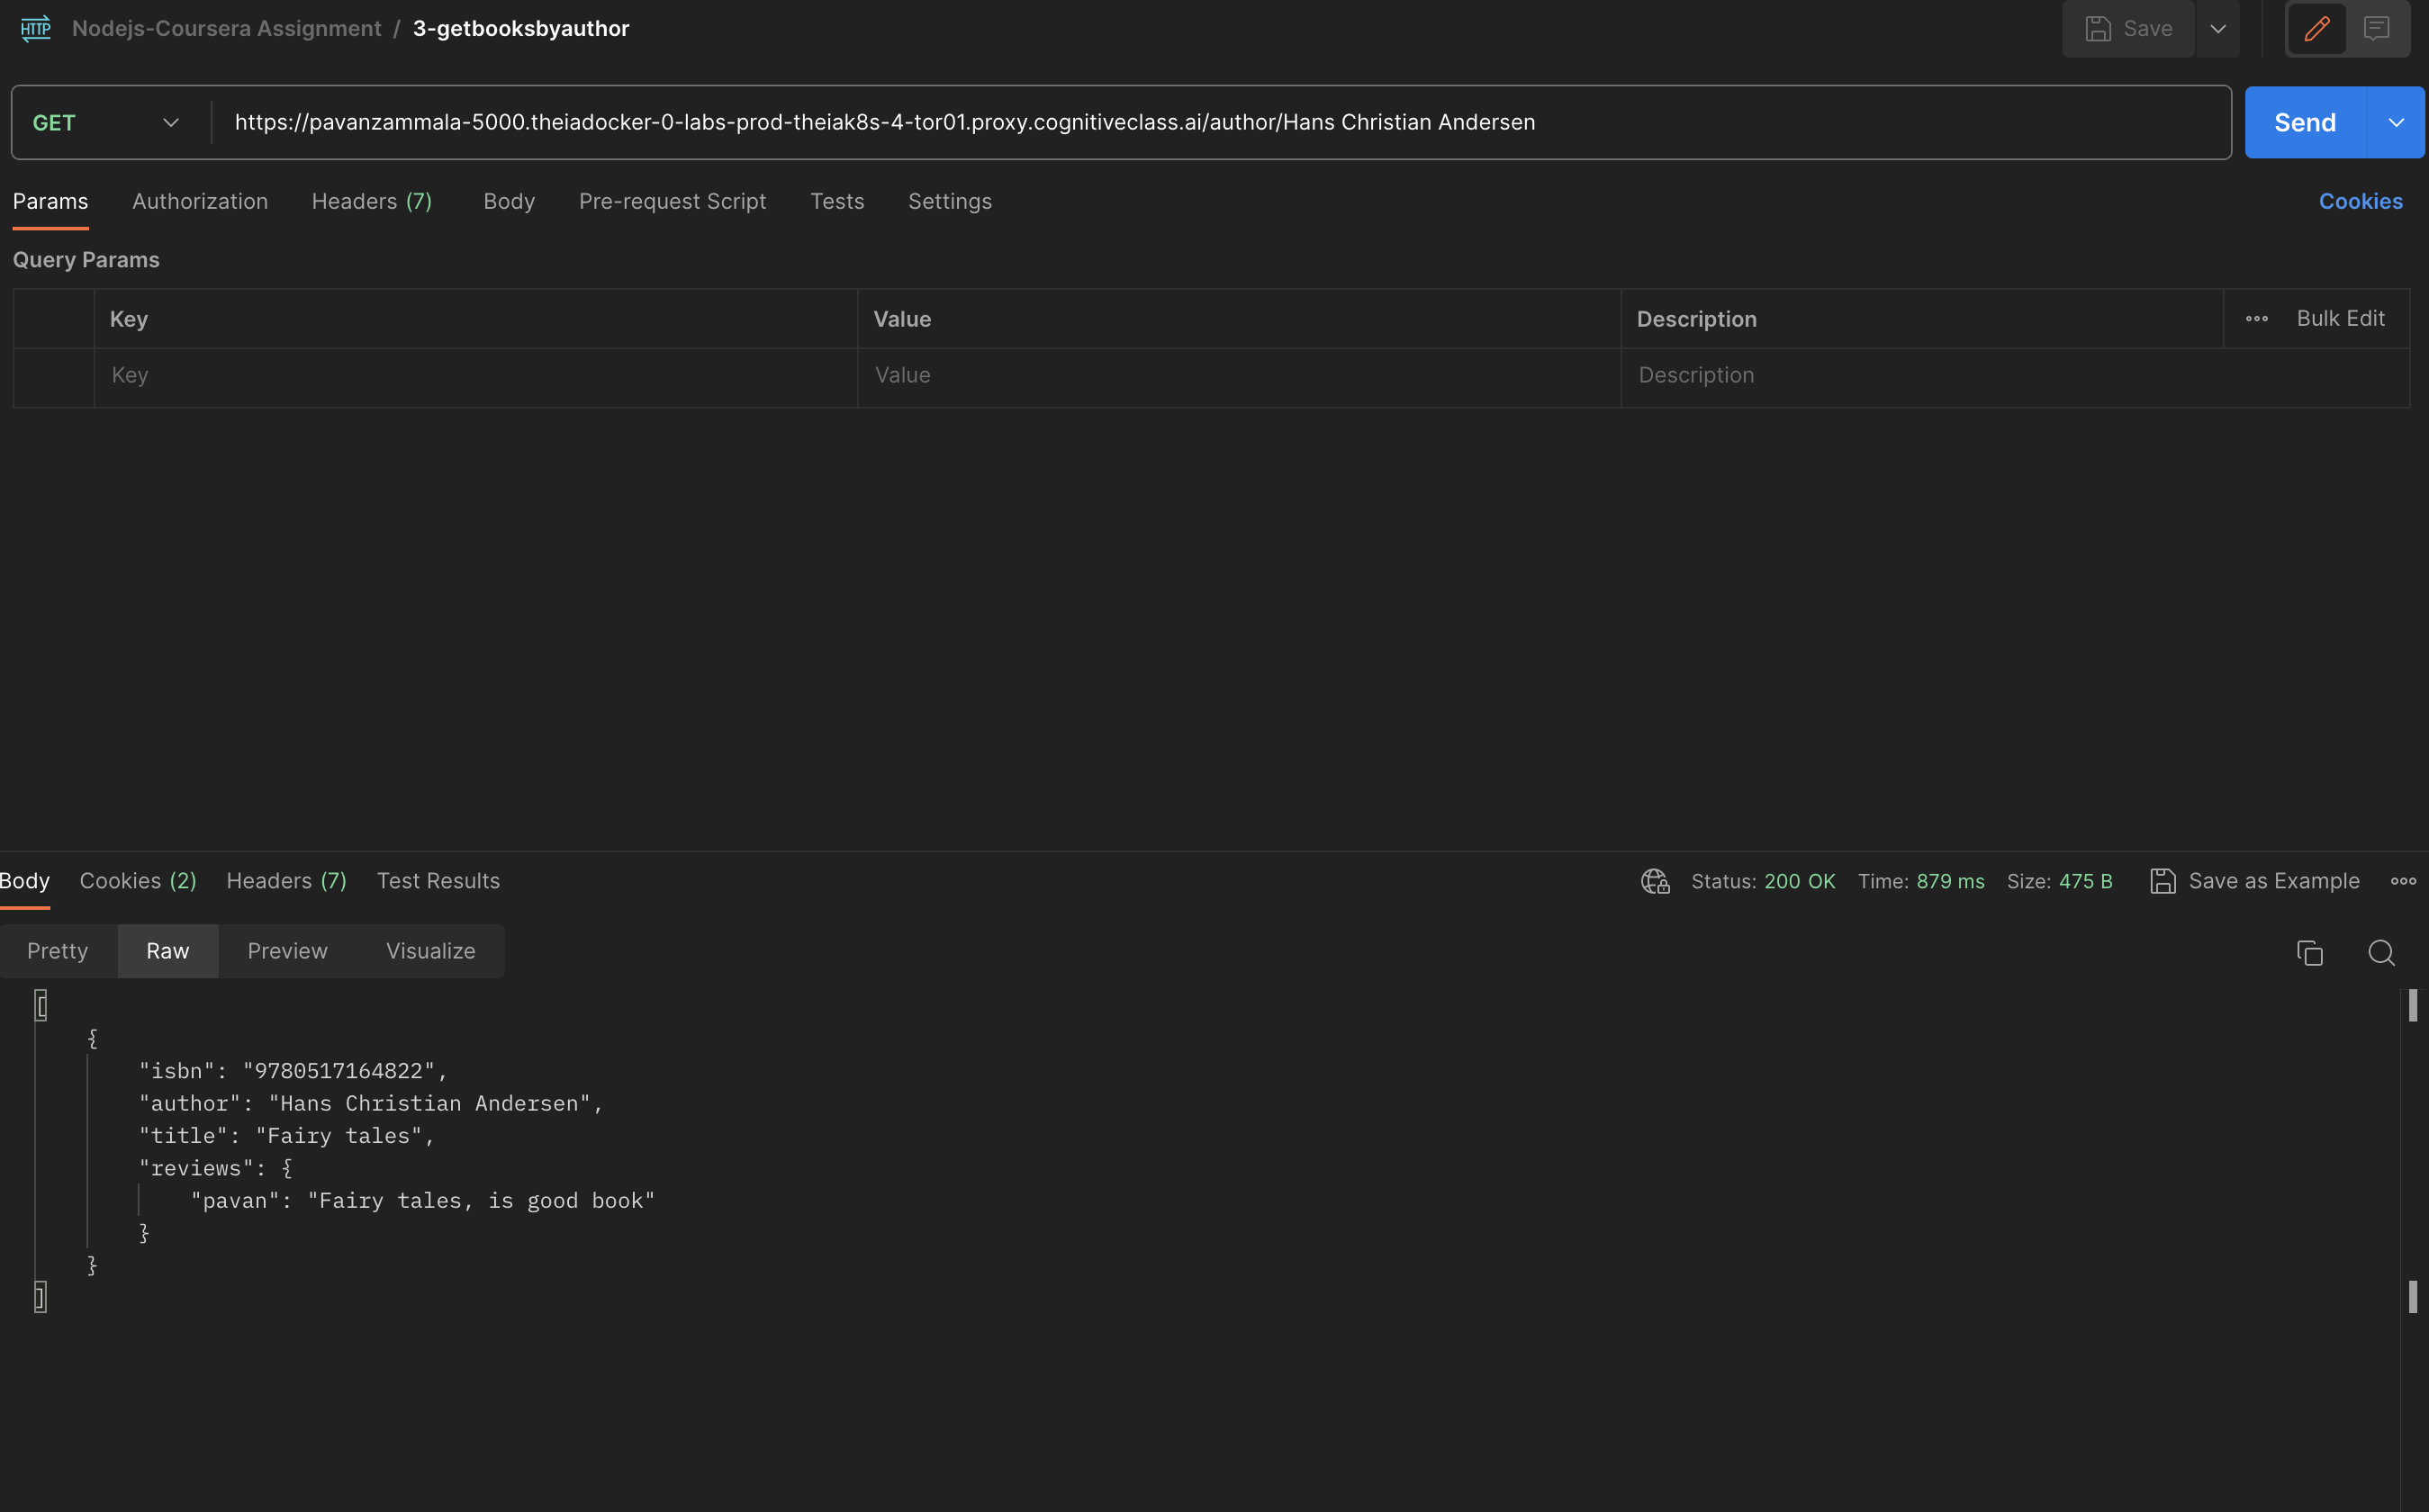 HTTP Nodejs-Coursera Assignment / 3-getbooksbyauthor Save
GET https://pavanzammala-5000.theiadocker-0-labs-prod-theiak8s-4-tor01.proxy.cognitiveclass.ai/author/Hans Christian Andersen Send
Params Authorization Headers (7) Body Pre-request Script Tests Settings Cookies
Query Params
Key Value Description Bulk Edit
Key Value Description
Body Cookies (2) Headers (7) Test Results Status: 200 OK Time: 879 ms Size: 475 B Save as Example
Pretty Raw Preview Visualize
[
{
"isbn": "9780517164822",
"author": "Hans Christian Andersen",
"title": "Fairy tales",
"reviews": {
"pavan": "Fairy tales, is good book"
}
}
]